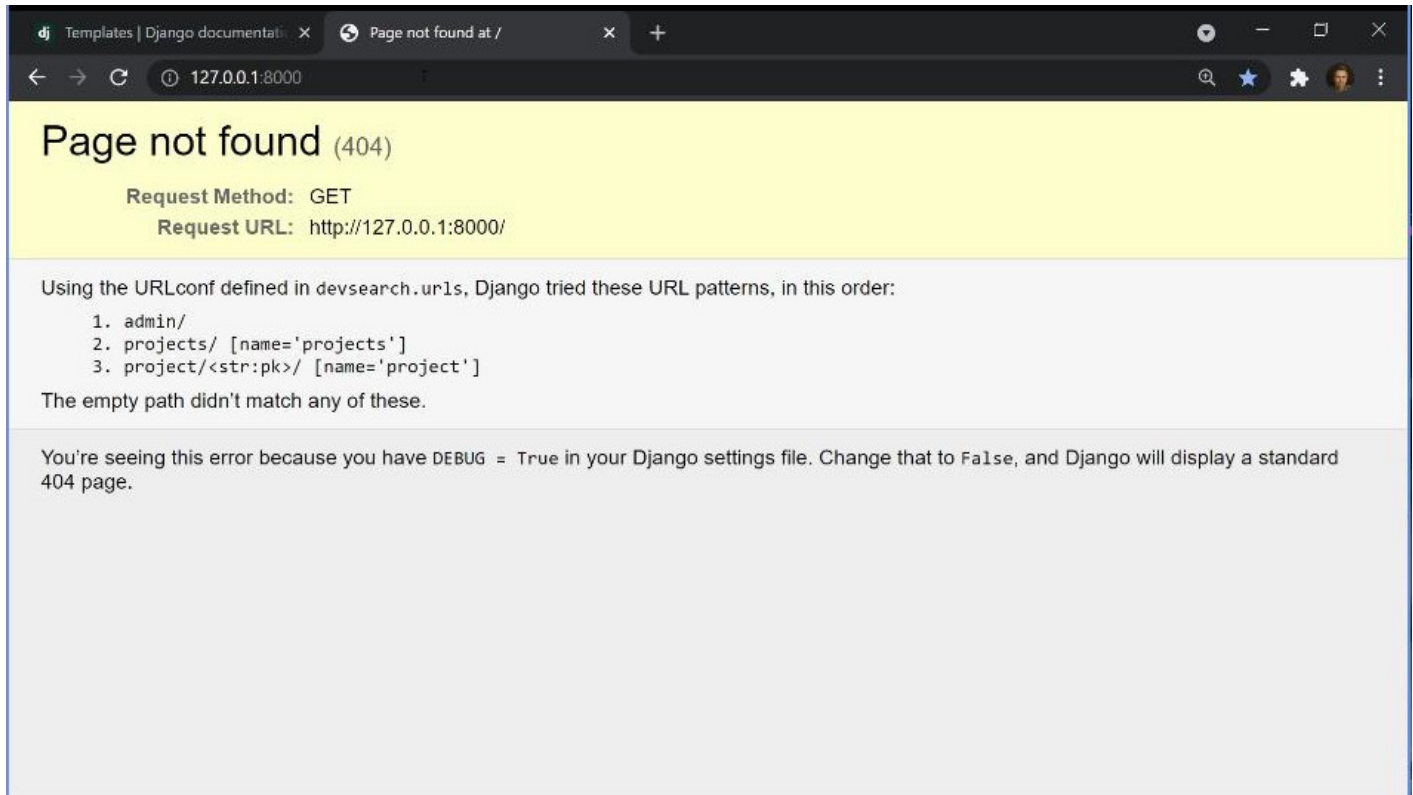 dj Templates | Django documentati
Page not found at /
127.0.0.1:8000
Page not found (404)
Request Method: GET
Request URL: http://127.0.0.1:8000/
Using the URLconf defined in devsearch.urls, Django tried these URL patterns, in this order:
1. admin/
2. projects/ [name='projects']
3. project/<str:pk>/ [name='project']
The empty path didn't match any of these.
You're seeing this error because you have DEBUG = True in your Django settings file. Change that to False, and Django will display a standard
404 page.